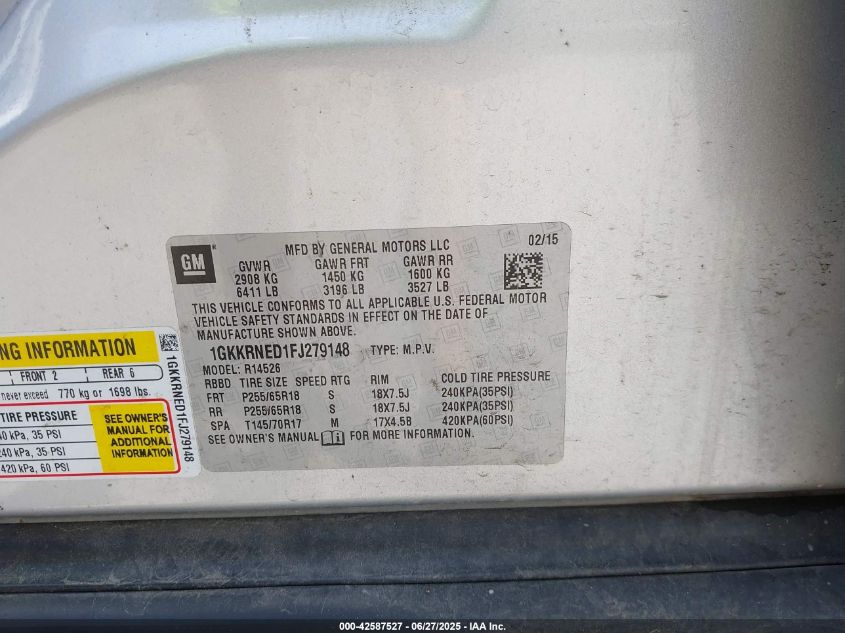 GM
MFD BY GENERAL MOTORS LLC 02/15
GVWR GAWR FRT GAWR RR
2908 KG 1450 KG 1600 KG
6411 LB 3196 LB 3527 LB
THIS VEHICLE CONFORMS TO ALL APPLICABLE U.S. FEDERAL MOTOR
VEHICLE SAFETY STANDARDS IN EFFECT ON THE DATE OF
MANUFACTURE SHOWN ABOVE.
1GKKRNED1FJ279148 TYPE: M.P.V.
MODEL: R14526
RBBD TIRE SIZE SPEED RTG RIM COLD TIRE PRESSURE
FRT P255/65R18 S 18X7.5J 240KPA(35PSI)
RR P255/65R18 S 18X7.5J 240KPA(35PSI)
SPA T145/70R17 M 17X4.5B 420KPA(60PSI)
SEE OWNER'S MANUAL FOR MORE INFORMATION.
NG INFORMATION
FRONT 2 REAR 6
never exceed 770 kg or 1698 lbs.
TIRE PRESSURE
40 kPa, 35 PSI
240 kPa, 35 PSI
420 kPa, 60 PSI
SEE OWNER'S
MANUAL FOR
ADDITIONAL
INFORMATION
1GKKRNED1FJ279148
000-42587527 - 06/27/2025 - IAA Inc.